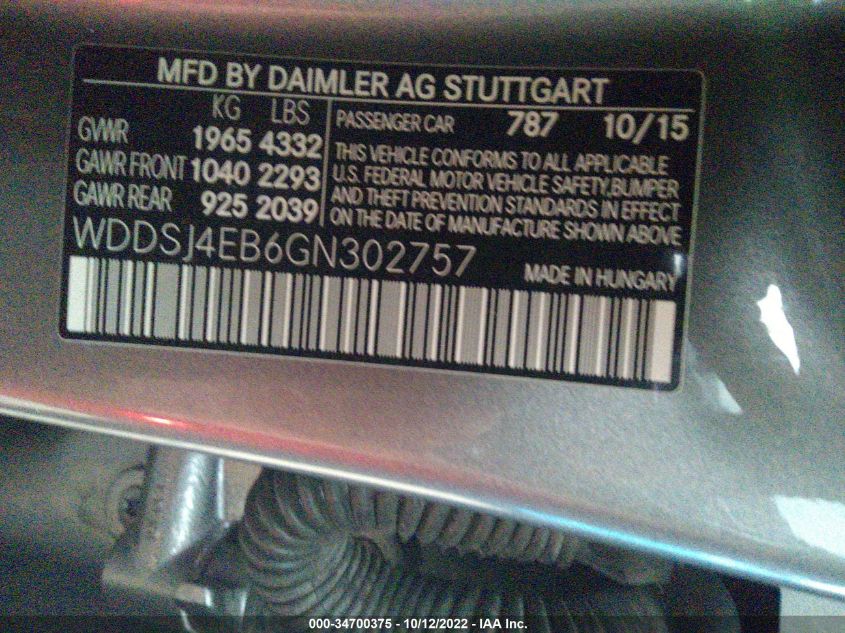 MFD BY DAIMLER AG STUTTGART
KG LBS
GVWR 1965 4332
GAWR FRONT 1040 2293
GAWR REAR 925 2039
PASSENGER CAR 787 10/15
THIS VEHICLE CONFORMS TO ALL APPLICABLE
U.S. FEDERAL MOTOR VEHICLE SAFETY,BUMPER
AND THEFT PREVENTION STANDARDS IN EFFECT
ON THE DATE OF MANUFACTURE SHOWN ABOVE
WDDSJ4EB6GN302757
MADE IN HUNGARY
000-34700375 - 10/12/2022 - IAA Inc.